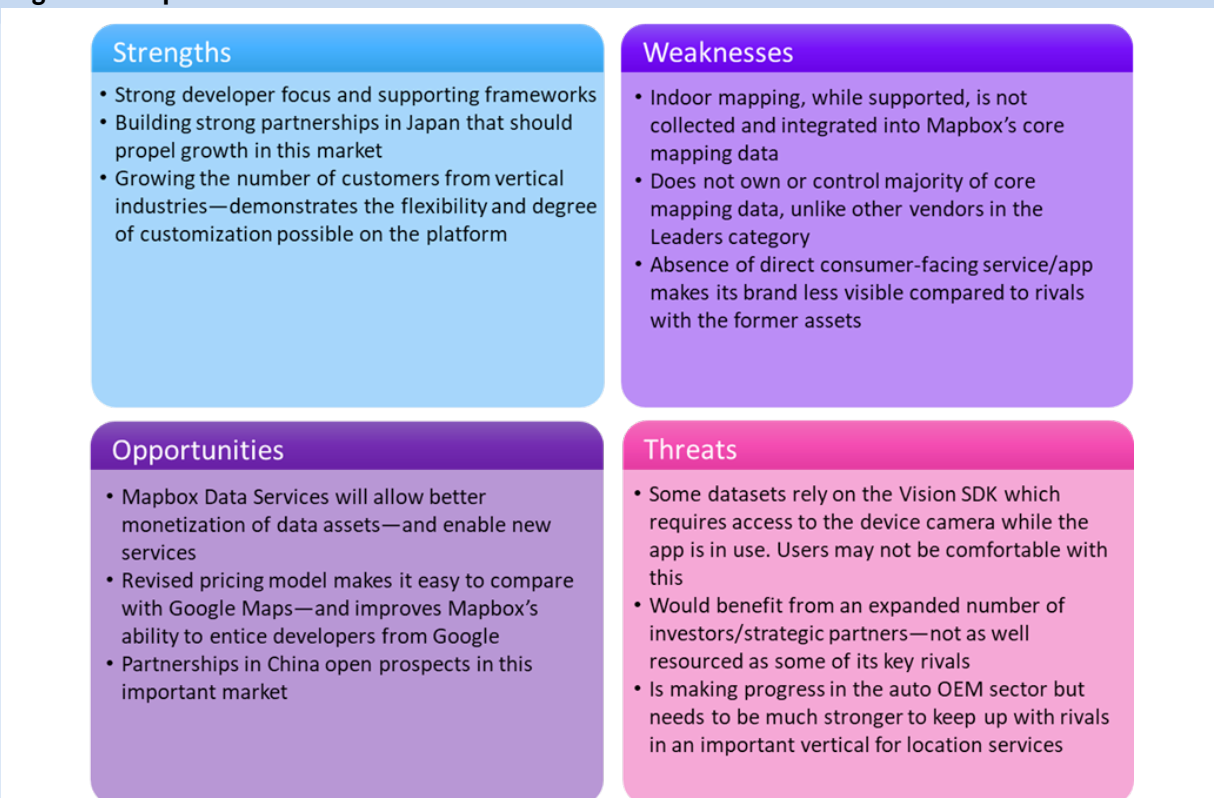 Strengths
• Strong developer focus and supporting frameworks
• Building strong partnerships in Japan that should
propel growth in this market
• Growing the number of customers from vertical
industries—demonstrates the flexibility and degree
of customization possible on the platform
Weaknesses
• Indoor mapping, while supported, is not
collected and integrated into Mapbox's core
mapping data
• Does not own or control majority of core
mapping data, unlike other vendors in the
Leaders category
• Absence of direct consumer-facing service/app
makes its brand less visible compared to rivals
with the former assets
Opportunities
• Mapbox Data Services will allow better
monetization of data assets—and enable new
services
• Revised pricing model makes it easy to compare
with Google Maps—and improves Mapbox's
ability to entice developers from Google
• Partnerships in China open prospects in this
important market
Threats
• Some datasets rely on the Vision SDK which
requires access to the device camera while the
app is in use. Users may not be comfortable with
this
• Would benefit from an expanded number of
investors/strategic partners—not as well
resourced as some of its key rivals
• Is making progress in the auto OEM sector but
needs to be much stronger to keep up with rivals
in an important vertical for location services